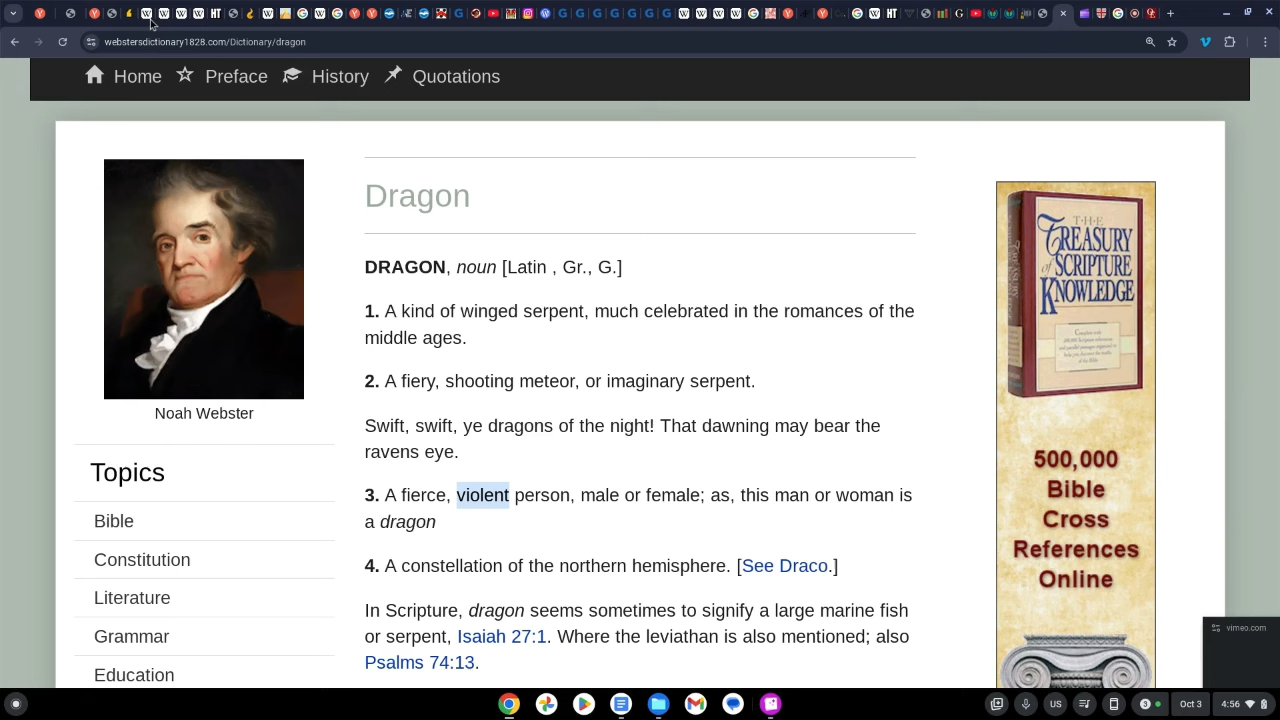 webstersdictionary1828.com/Dictionary/dragon
Home Preface History Quotations
Dragon
DRAGON, noun [Latin , Gr., G.]
1. A kind of winged serpent, much celebrated in the romances of the
middle ages.
2. A fiery, shooting meteor, or imaginary serpent.
Swift, swift, ye dragons of the night! That dawning may bear the
ravens eye.
3. A fierce, violent person, male or female; as, this man or woman is
a dragon
4. A constellation of the northern hemisphere. [See Draco.]
In Scripture, dragon seems sometimes to signify a large marine fish
or serpent, Isaiah 27:1. Where the leviathan is also mentioned; also
Psalms 74:13.
Noah Webster
Topics
Bible
Constitution
Literature
Grammar
Education
THE
TREASURY
of SCRIPTURE
KNOWLEDGE
500,000
Bible
Cross
References
Online
vimeo.com
US
3
Oct 3
4:56